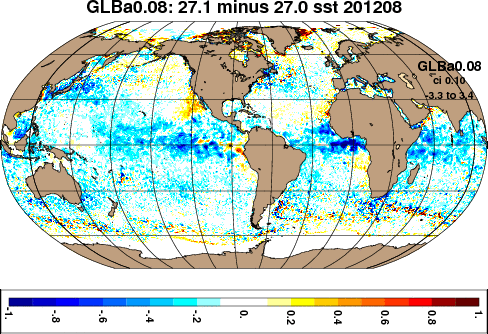 GLBa0.08: 27.1 minus 27.0 sst 201208
GLBa0.08
ci 0.10
-3.3 to 3.4
-1. -.8 -.6 -.4 -.2 0. 0.2 0.4 0.6 0.8 1.